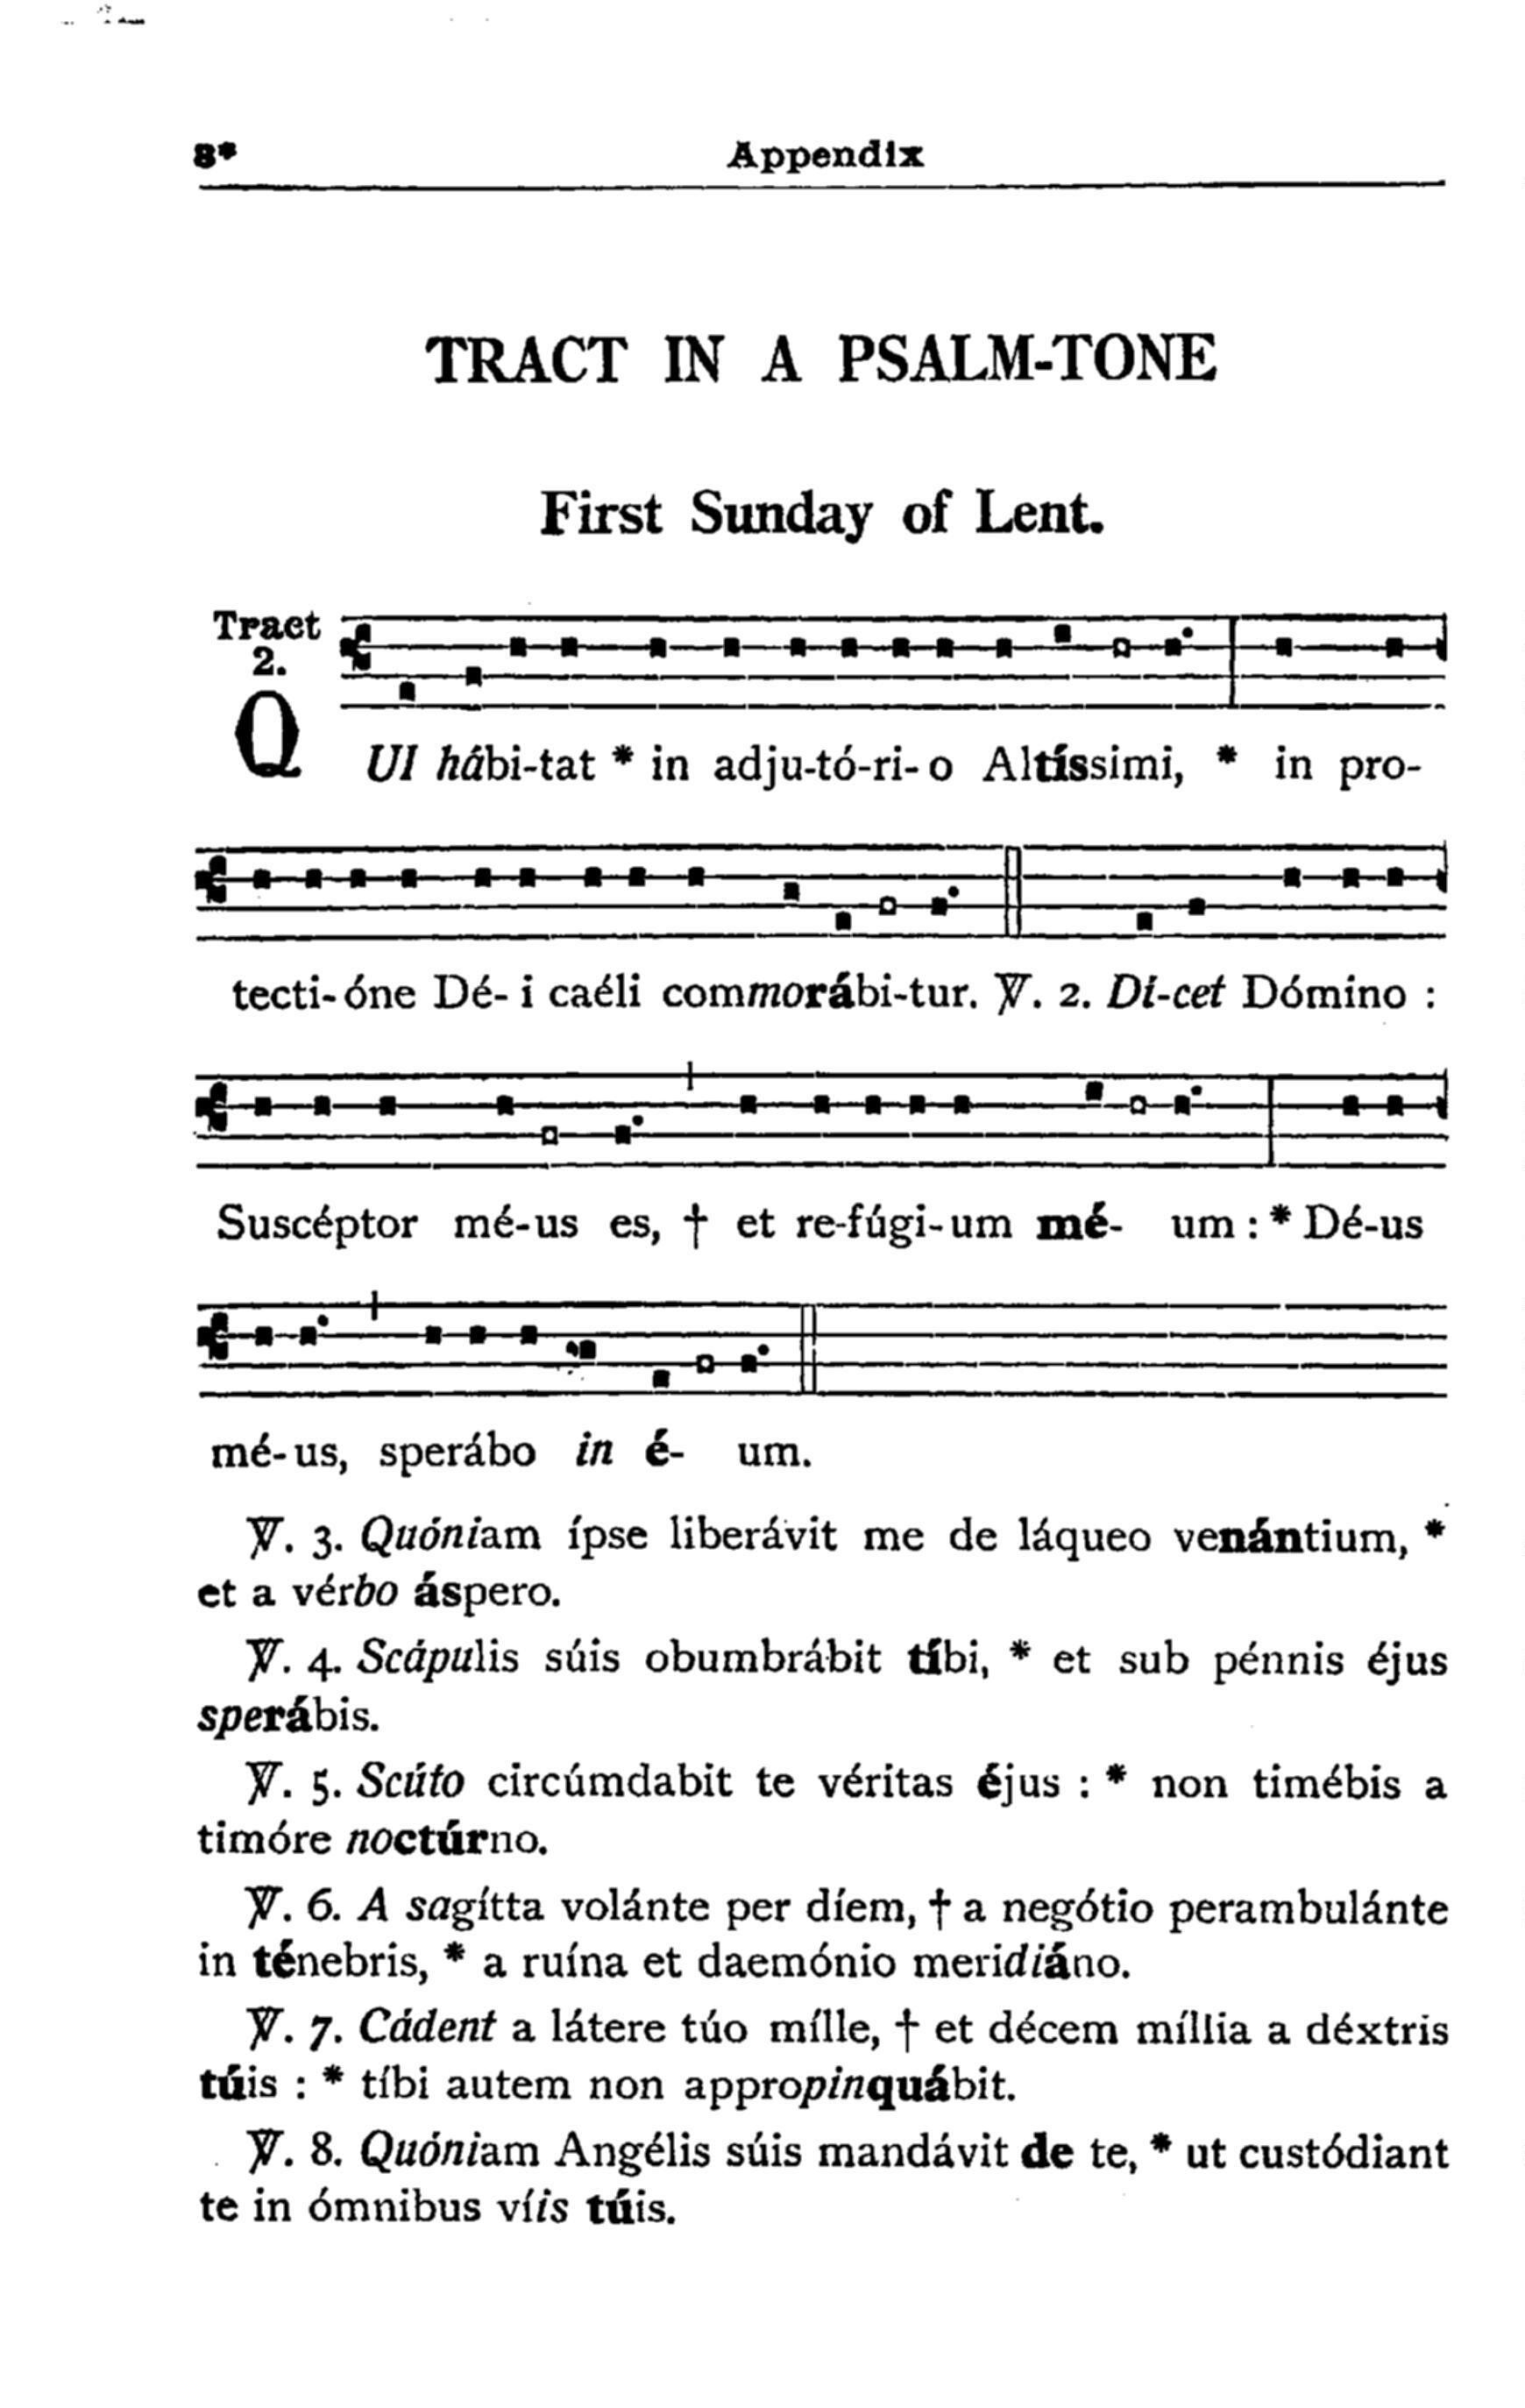 8*
Appendix
TRACT IN A PSALM-TONE
First Sunday of Lent.
Tract
2.
QUI hábi-tat * in adju-tó-ri-o Altíssimi, * in pro-
tecti-óne Dé-i caéli commorábi-tur. ℣. 2. Dí-cet Dómino :
Suscéptor mé-us es, † et re-fúgi-um mé- um : * Dé-us
mé-us, sperábo in é- um.
℣. 3. Quóniam ípse liberávit me de láqueo venántium, *
et a vérbo áspero.
℣. 4. Scápulis súis obumbrábit tíbi, * et sub pénnis éjus
sperábis.
℣. 5. Scúto circúmdabit te véritas éjus : * non timébis a
timóre noctúrno.
℣. 6. A sagítta volánte per díem, † a negótio perambulánte
in ténebris, * a ruína et daemónio meridiáno.
℣. 7. Cádent a látere túo mílle, † et décem míllia a déxtris
túis : * tíbi autem non appropinquábit.
℣. 8. Quóniam Angélis súis mandávit de te, * ut custódiant
te in ómnibus víis túis.